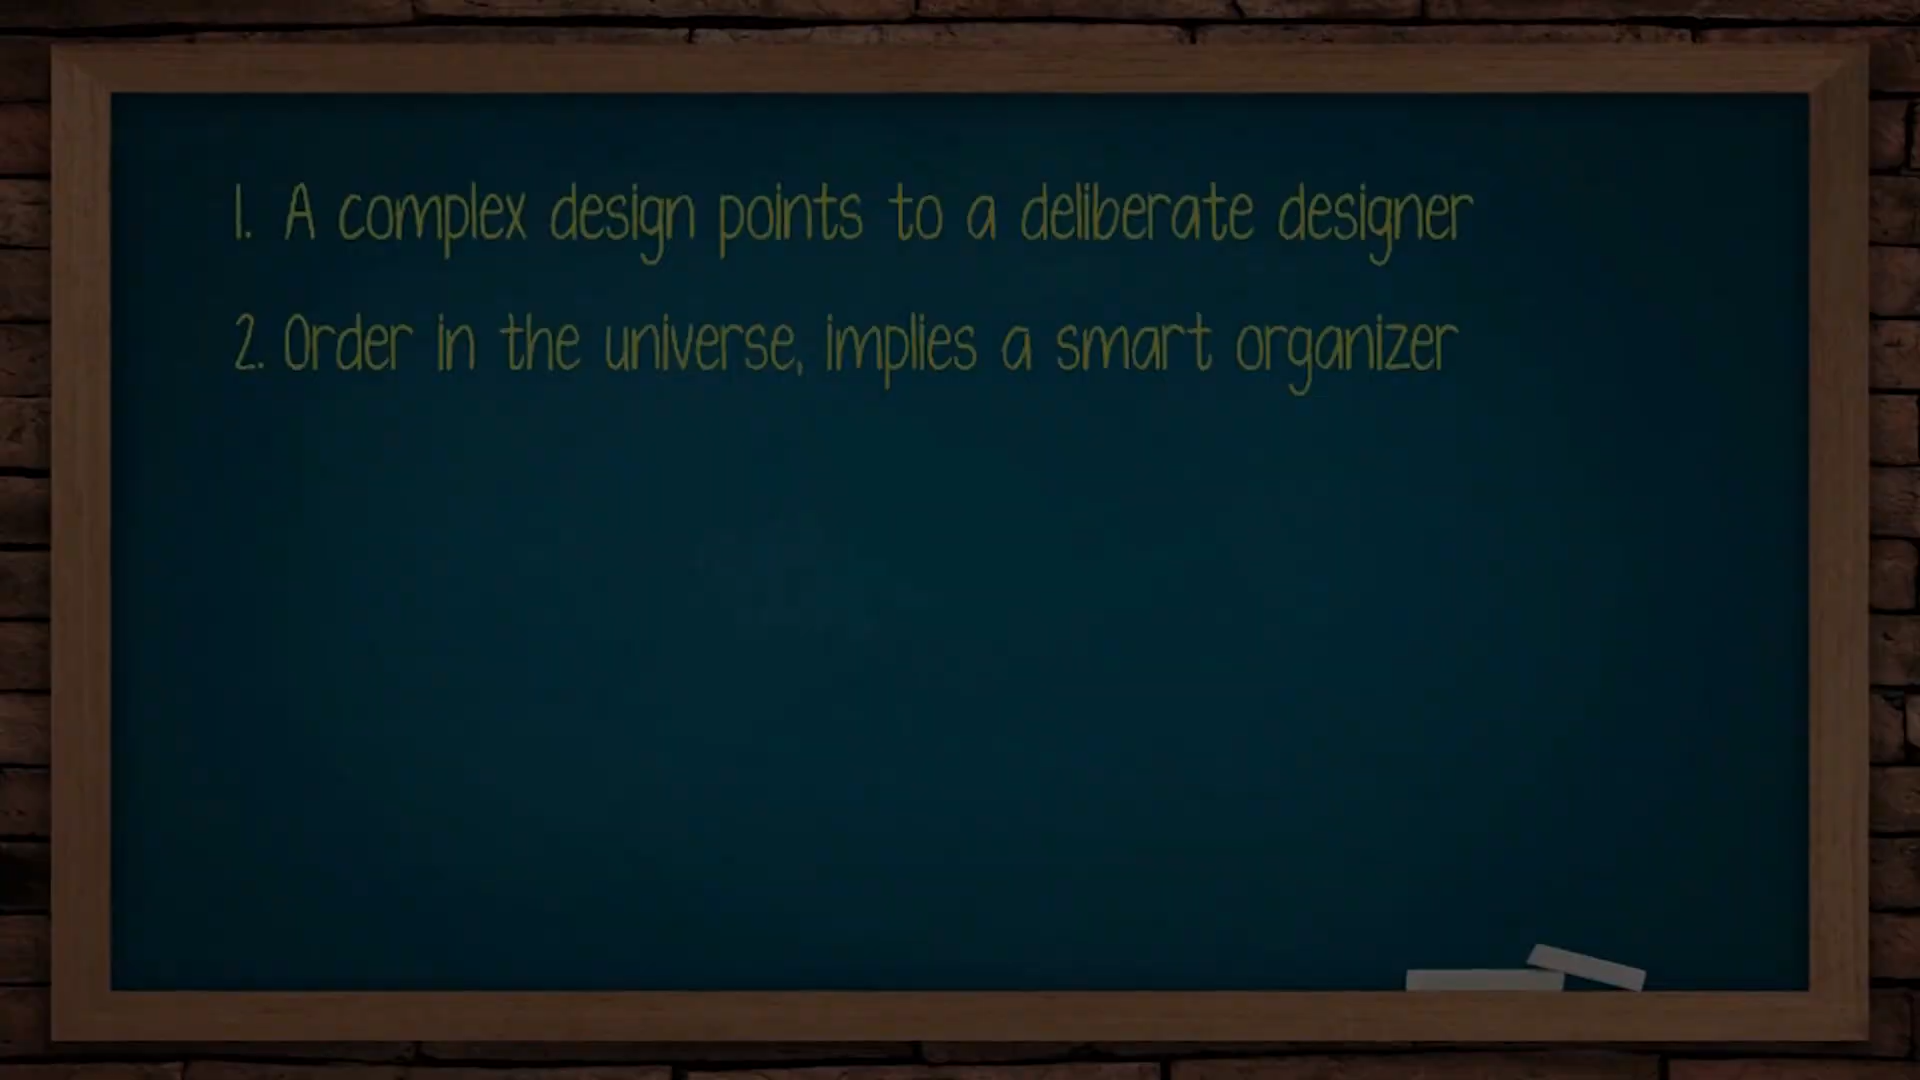 1. A complex design points to a deliberate designer
2. Order in the universe, implies a smart organizer